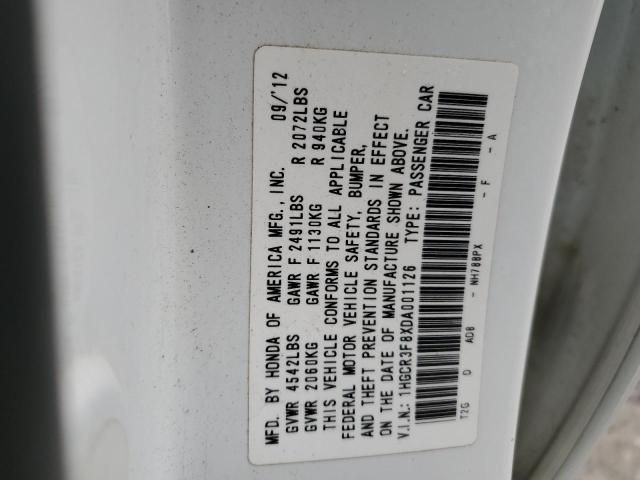 MFD. BY HONDA OF AMERICA MFG., INC. 09/'12
GVWR 4542LBS GAWR F 2491LBS R 2072LBS
GVWR 2060KG GAWR F 1130KG R 940KG
THIS VEHICLE CONFORMS TO ALL APPLICABLE
FEDERAL MOTOR VEHICLE SAFETY, BUMPER,
AND THEFT PREVENTION STANDARDS IN EFFECT
ON THE DATE OF MANUFACTURE SHOWN ABOVE.
V.I.N.: 1HGCR3F8XDA001126 TYPE: PASSENGER CAR
T2G D ADB - NH788PX - F - A